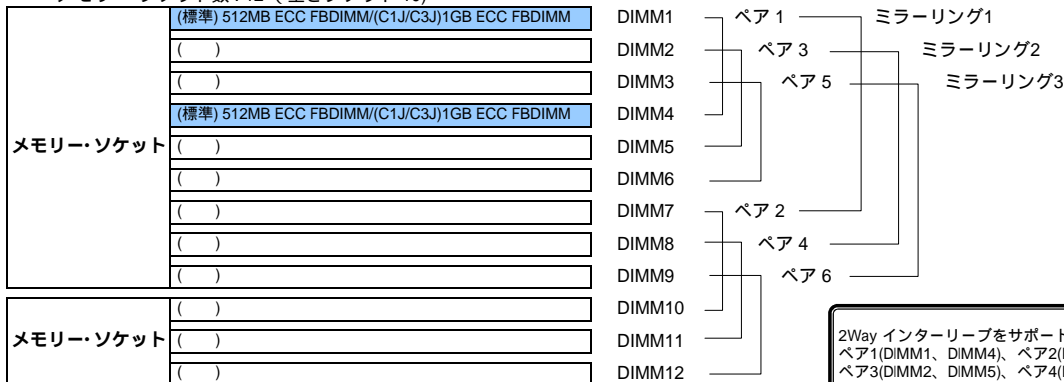 (標準) 512MB ECC FBDIMM/(C1J/C3J)1GB ECC FBDIMM DIMM1 ペア 1 ミラーリング1
( ) DIMM2 ペア 3 ミラーリング2
( ) DIMM3 ペア 5 ミラーリング3
(標準) 512MB ECC FBDIMM/(C1J/C3J)1GB ECC FBDIMM DIMM4
メモリー・ソケット ( ) DIMM5
( ) DIMM6
( ) DIMM7 ペア 2
( ) DIMM8 ペア 4
( ) DIMM9 ペア 6
( ) DIMM10
メモリー・ソケット ( ) DIMM11
( ) DIMM12
2Way インターリーブをサポート
ペア1(DIMM1、DIMM4)、ペア2(
ペア3(DIMM2、DIMM5)、ペア4(